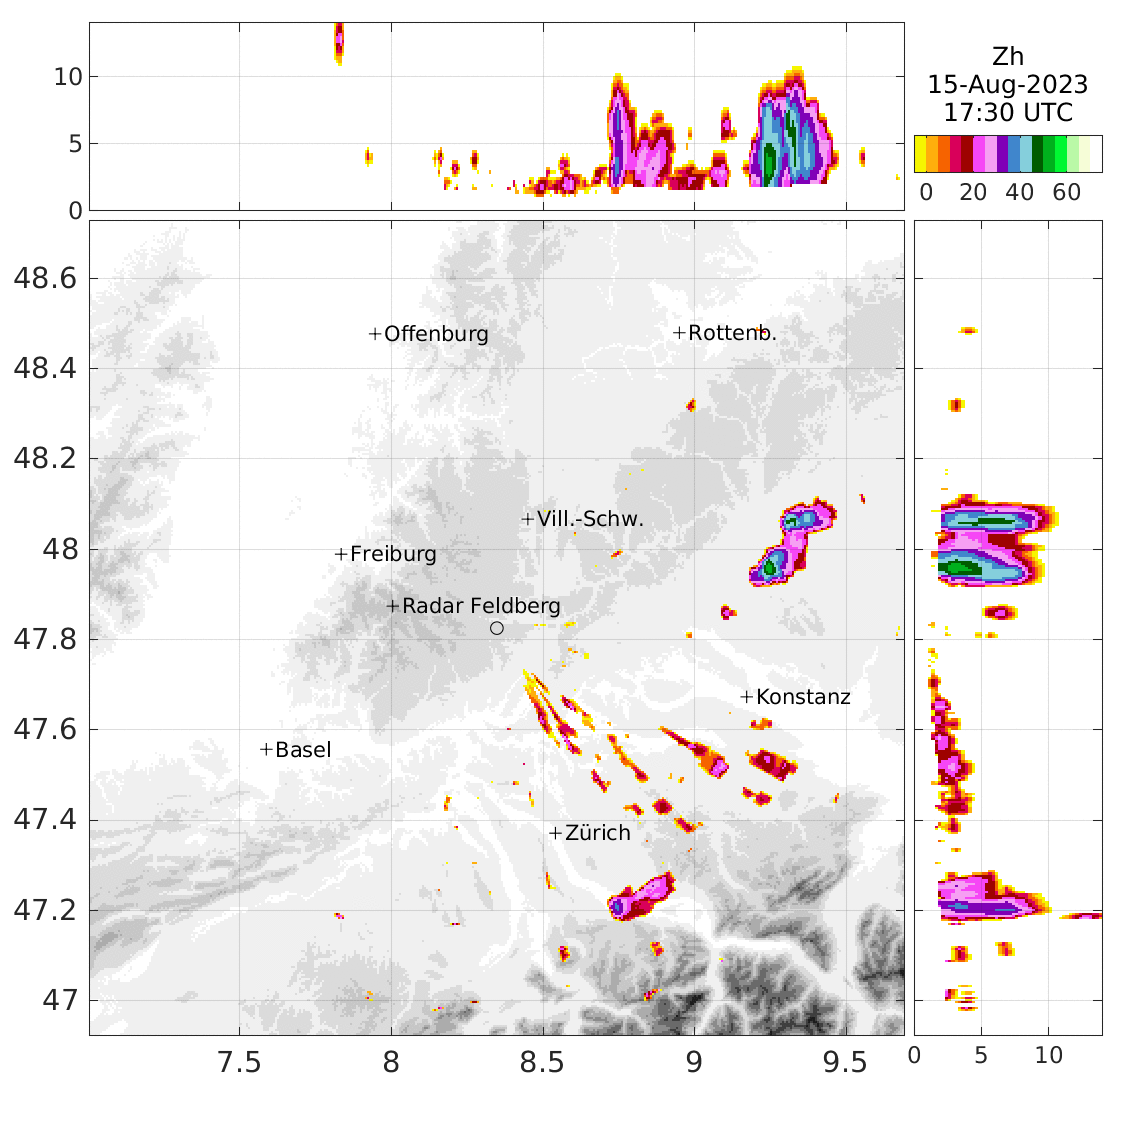 10
5
0
Zh
15-Aug-2023
17:30 UTC
0 20 40 60
48.6
48.4
48.2
48
47.8
47.6
47.4
47.2
47
+Offenburg
+Rottenb.
+Vill.-Schw.
+Freiburg
+Radar Feldberg
+Konstanz
+Basel
+Zürich
7.5 8 8.5 9 9.5
0 5 10